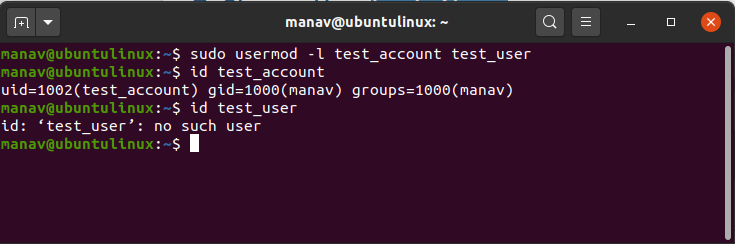 manav@ubuntulinux: ~
manav@ubuntulinux:~$ sudo usermod -l test_account test_user
manav@ubuntulinux:~$ id test_account
uid=1002(test_account) gid=1000(manav) groups=1000(manav)
manav@ubuntulinux:~$ id test_user
id: ‘test_user’: no such user
manav@ubuntulinux:~$